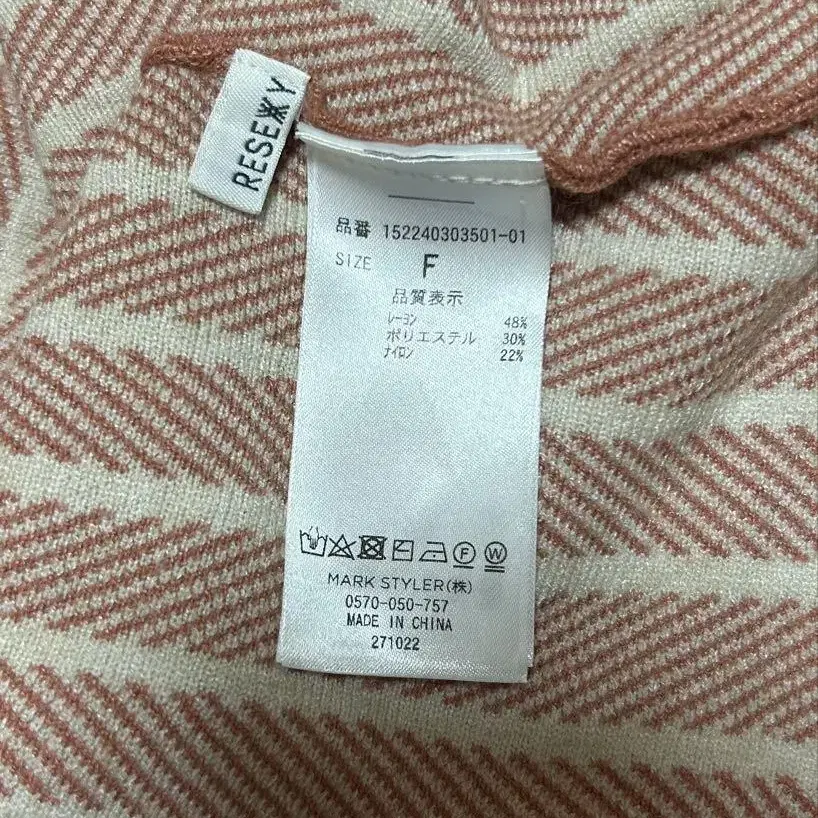 RESEXXY
品番 152240303501-01
SIZE F
品質表示
レーヨン 48%
ポリエステル 30%
ナイロン 22%
F W
MARK STYLER(株)
0570-050-757
MADE IN CHINA
271022